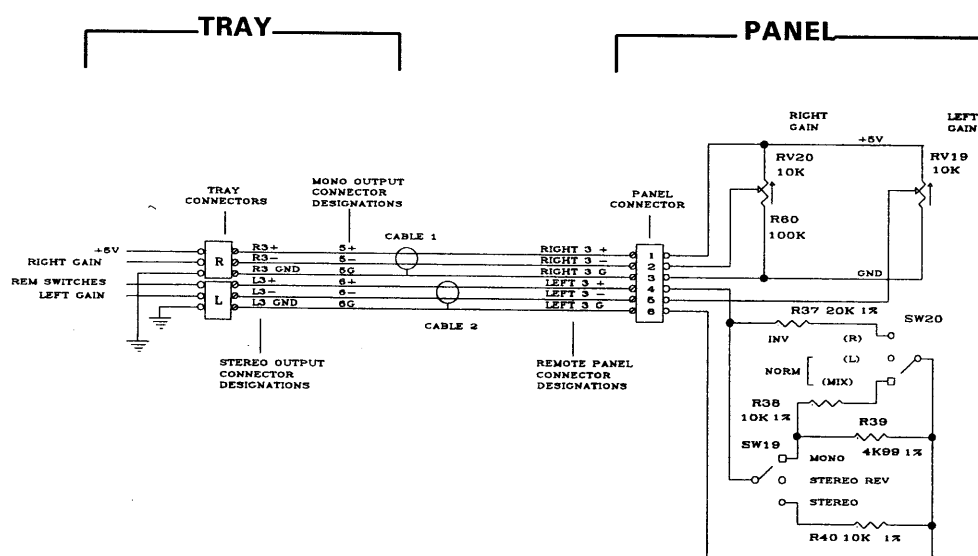 TRAY
PANEL
RIGHT
GAIN
LEFT
GAIN
+5V
RV20
10K
RV19
10K
R60
100K
TRAY
CONNECTORS
MONO OUTPUT
CONNECTOR
DESIGNATIONS
PANEL
CONNECTOR
CABLE 1
+5V
RIGHT GAIN
REM SWITCHES
LEFT GAIN
R
L
R3+ 5+
R3- 5-
R3 GND 5G
L3+ 6+
L3- 6-
L3 GND 6G
CABLE 2
RIGHT 3 + 1
RIGHT 3 - 2
RIGHT 3 G 3
LEFT 3 + 4
LEFT 3 - 5
LEFT 3 G 6
GND
STEREO OUTPUT
CONNECTOR
DESIGNATIONS
REMOTE PANEL
CONNECTOR
DESIGNATIONS
R37 20K 1%
SW20
INV (R)
(L)
NORM
(MIX)
R38
10K 1%
R39
4K99 1%
SW19
MONO
STEREO REV
STEREO
R40 10K 1%